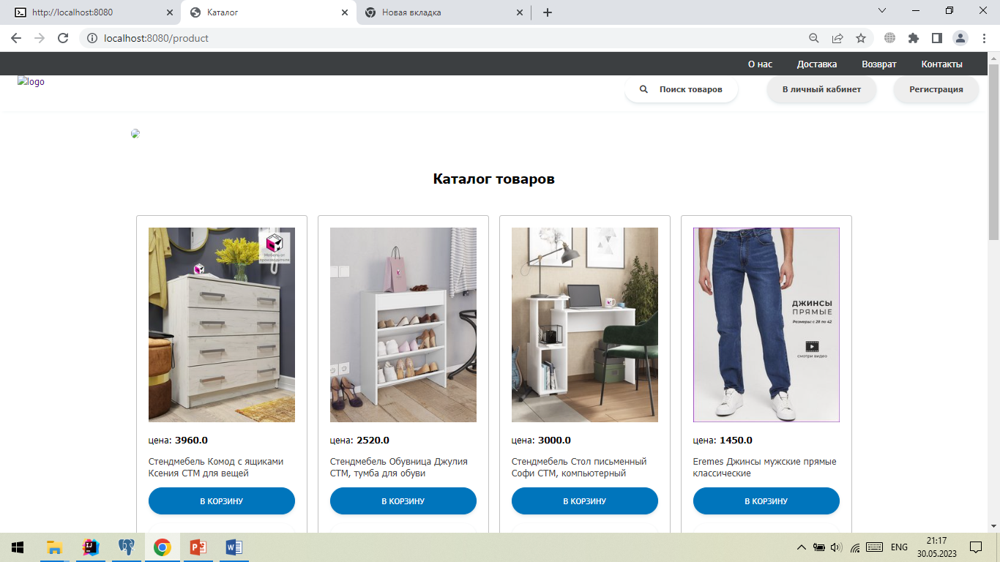 http://localhost:8080
Каталог
Новая вкладка
localhost:8080/product
О нас
Доставка
Возврат
Контакты
logo
Поиск товаров
В личный кабинет
Регистрация
Каталог товаров
Мебель от
производителя
ДЖИНСЫ
ПРЯМЫЕ
Размеры: с 28 по 42
смотри видео
цена: 3960.0
Стендмебель Комод с ящиками
Ксения СТМ для вещей
В КОРЗИНУ
цена: 2520.0
Стендмебель Обувница Джулия
СТМ, тумба для обуви
В КОРЗИНУ
цена: 3000.0
Стендмебель Стол письменный
Софи СТМ, компьютерный
В КОРЗИНУ
цена: 1450.0
Eremes Джинсы мужские прямые
классические
В КОРЗИНУ
ENG
21:17
30.05.2023